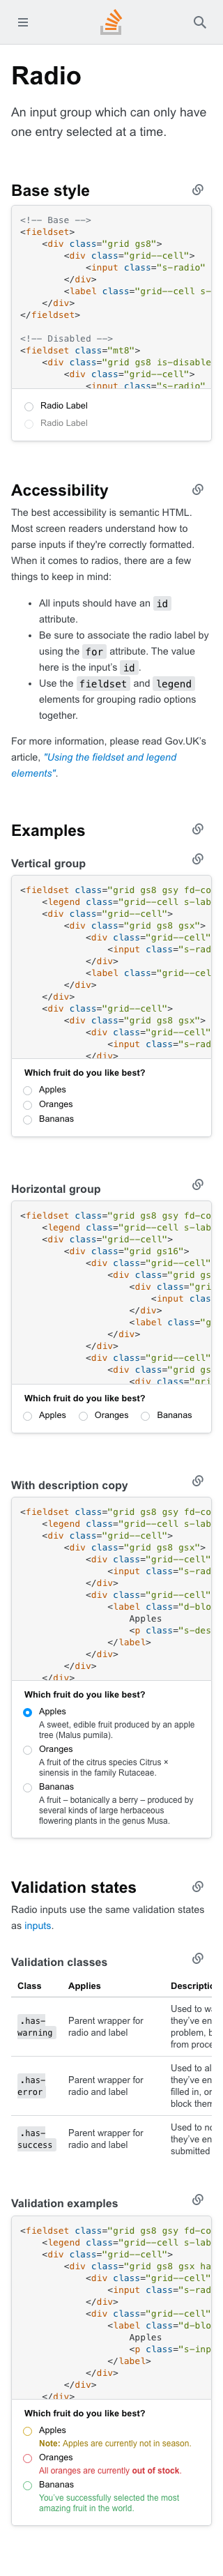 Radio
An input group which can only have
one entry selected at a time.
Base style
<!-- Base -->
<fieldset>
<div class="grid gs8">
<div class="grid--cell">
<input class="s-radio"
</div>
<label class="grid--cell s-
</div>
</fieldset>
<!-- Disabled -->
<fieldset class="mt8">
<div class="grid gs8 is-disable
<div class="grid--cell">
<input class="s-radio"
Radio Label
Radio Label
Accessibility
The best accessibility is semantic HTML.
Most screen readers understand how to
parse inputs if they're correctly formatted.
When it comes to radios, there are a few
things to keep in mind:
• All inputs should have an id
attribute.
• Be sure to associate the radio label by
using the for attribute. The value
here is the input's id.
• Use the fieldset and legend
elements for grouping radio options
together.
For more information, please read Gov.UK's
article, "Using the fieldset and legend
elements".
Examples
Vertical group
<fieldset class="grid gs8 gsy fd-co
<legend class="grid--cell s-lab
<div class="grid--cell">
<div class="grid gs8 gsx">
<div class="grid--cell"
<input class="s-rad
</div>
<label class="grid--cel
</div>
</div>
<div class="grid--cell">
<div class="grid gs8 gsx">
<div class="grid--cell"
<input class="s-rad
</div>
Which fruit do you like best?
Apples
Oranges
Bananas
Horizontal group
<fieldset class="grid gs8 gsy fd-co
<legend class="grid--cell s-lab
<div class="grid--cell">
<div class="grid gs16">
<div class="grid--cell"
<div class="grid gs
<div class="gri
<input clas
</div>
<label class="g
</div>
</div>
<div class="grid--cell"
<div class="grid gs
<div class="gri
Which fruit do you like best?
Apples Oranges Bananas
With description copy
<fieldset class="grid gs8 gsy fd-co
<legend class="grid--cell s-lab
<div class="grid--cell">
<div class="grid gs8 gsx">
<div class="grid--cell"
<input class="s-rad
</div>
<div class="grid--cell"
<label class="d-blo
Apples
<p class="s-des
</label>
</div>
</div>
</div>
Which fruit do you like best?
Apples
A sweet, edible fruit produced by an apple
tree (Malus pumila).
Oranges
A fruit of the citrus species Citrus ×
sinensis in the family Rutaceae.
Bananas
A fruit – botanically a berry – produced by
several kinds of large herbaceous
flowering plants in the genus Musa.
Validation states
Radio inputs use the same validation states
as inputs.
Validation classes
Class Applies Descriptio
.has-warning Parent wrapper for radio and label Used to wa
they've en
problem, b
from proce
.has-error Parent wrapper for radio and label Used to al
they've en
filled in, or
block them
.has-success Parent wrapper for radio and label Used to no
they've en
submitted
Validation examples
<fieldset class="grid gs8 gsy fd-co
<legend class="grid--cell s-lab
<div class="grid--cell">
<div class="grid gs8 gsx ha
<div class="grid--cell"
<input class="s-rad
</div>
<div class="grid--cell"
<label class="d-blo
Apples
<p class="s-inp
</label>
</div>
</div>
</div>
Which fruit do you like best?
Apples
Note: Apples are currently not in season.
Oranges
All oranges are currently out of stock.
Bananas
You've successfully selected the most
amazing fruit in the world.